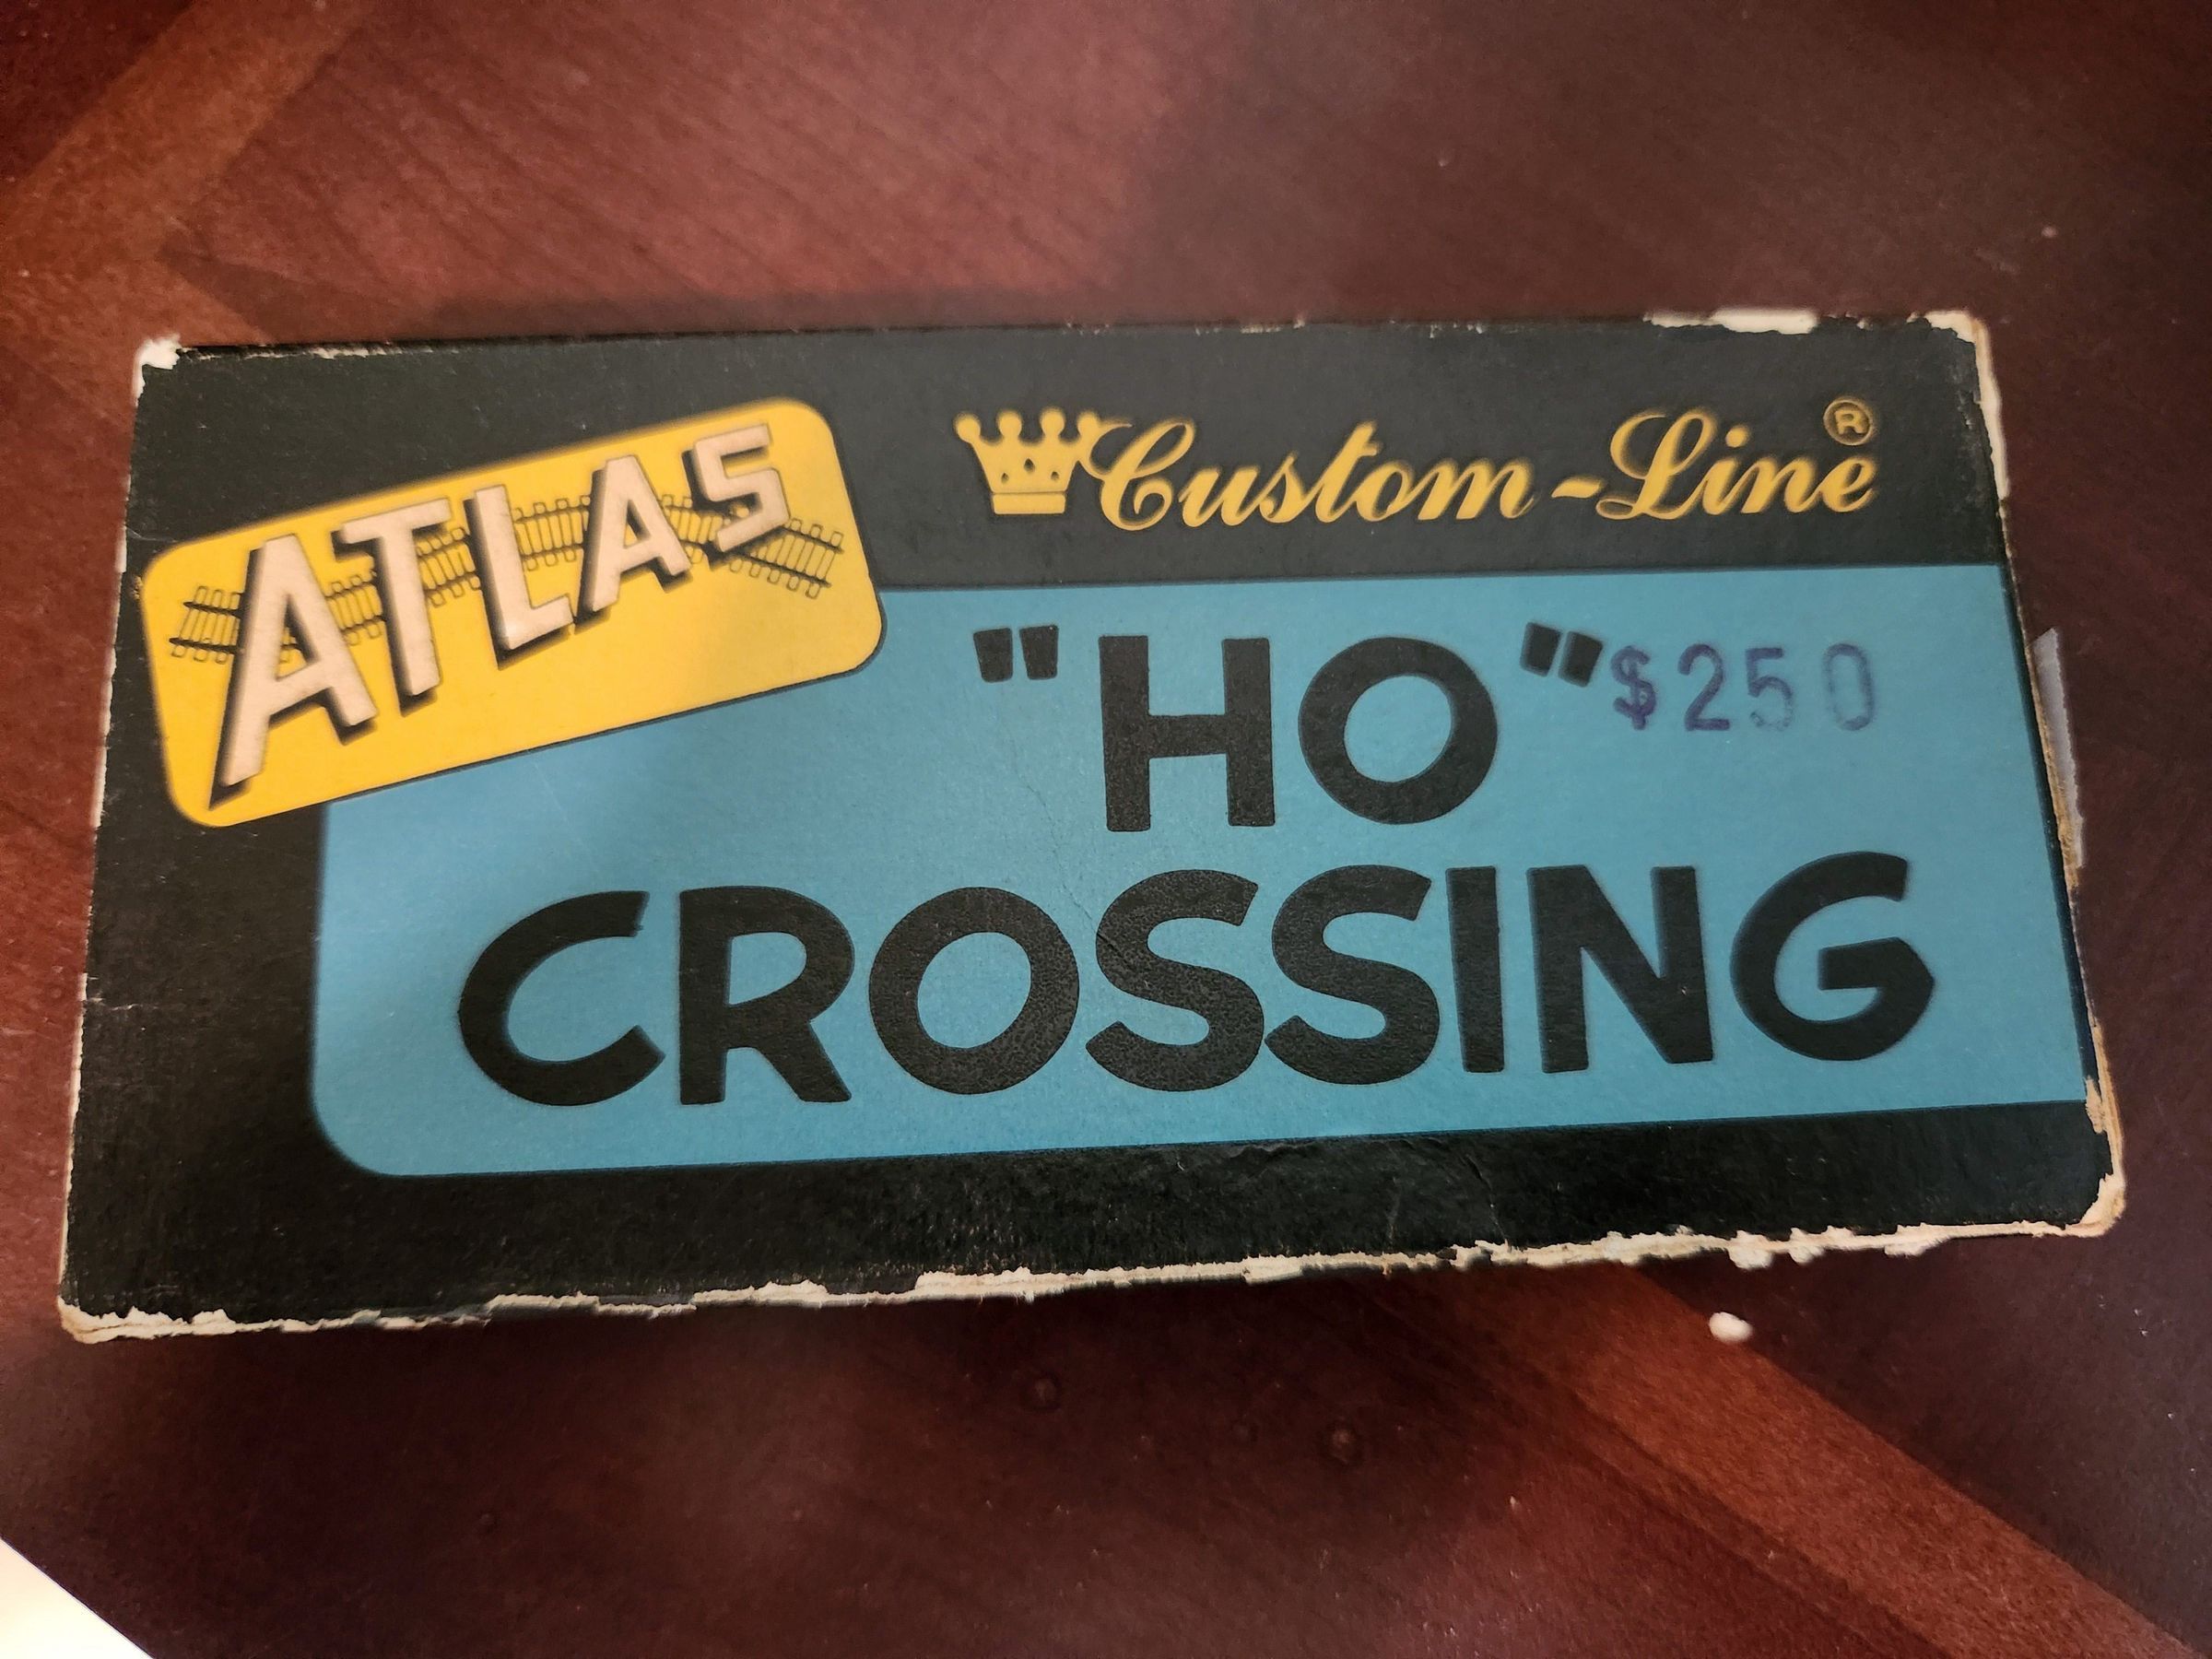 ATLAS
Custom-Line®
"HO" $250
CROSSING